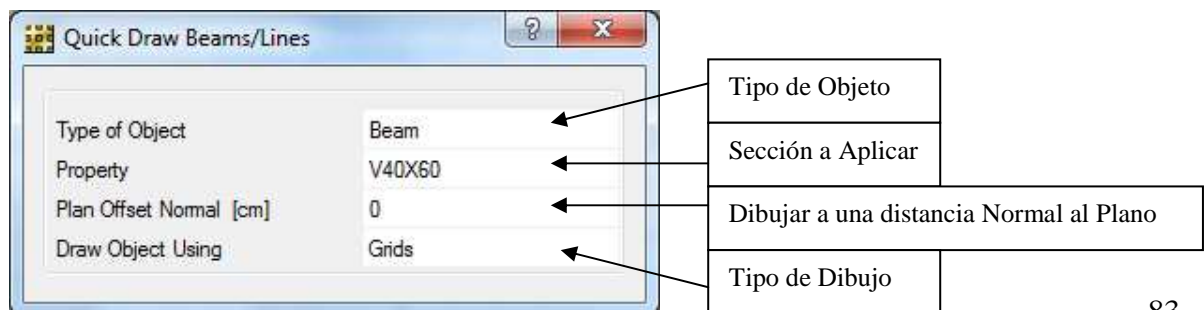 Quick Draw Beams/Lines
Type of Object Beam
Property V40X60
Plan Offset Normal [cm] 0
Draw Object Using Grids
Tipo de Objeto
Sección a Aplicar
Dibujar a una distancia Normal al Plano
Tipo de Dibujo